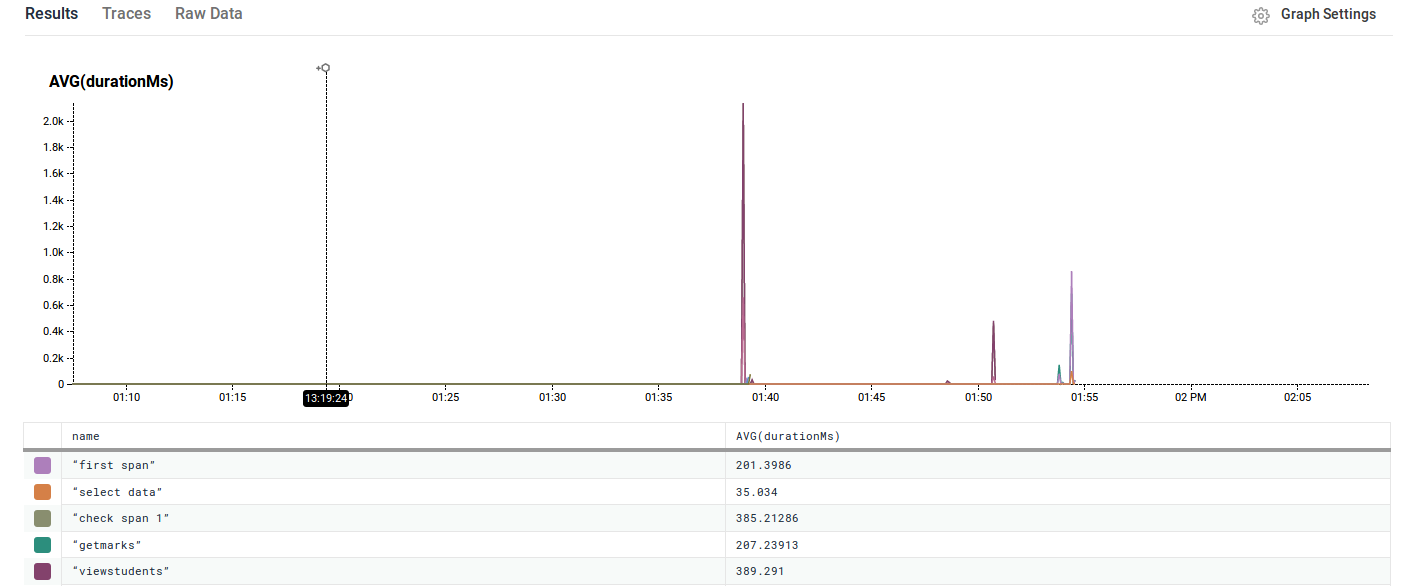 Results Traces Raw Data Graph Settings
AVG(durationMs)
2.0k
1.8k
1.6k
1.4k
1.2k
1.0k
0.8k
0.6k
0.4k
0.2k
0
01:10 01:15 13:19:24 0 01:25 01:30 01:35 01:40 01:45 01:50 01:55 02 PM 02:05
name AVG(durationMs)
“first span” 201.3986
“select data” 35.034
“check span 1” 385.21286
“getmarks” 207.23913
“viewstudents” 389.291